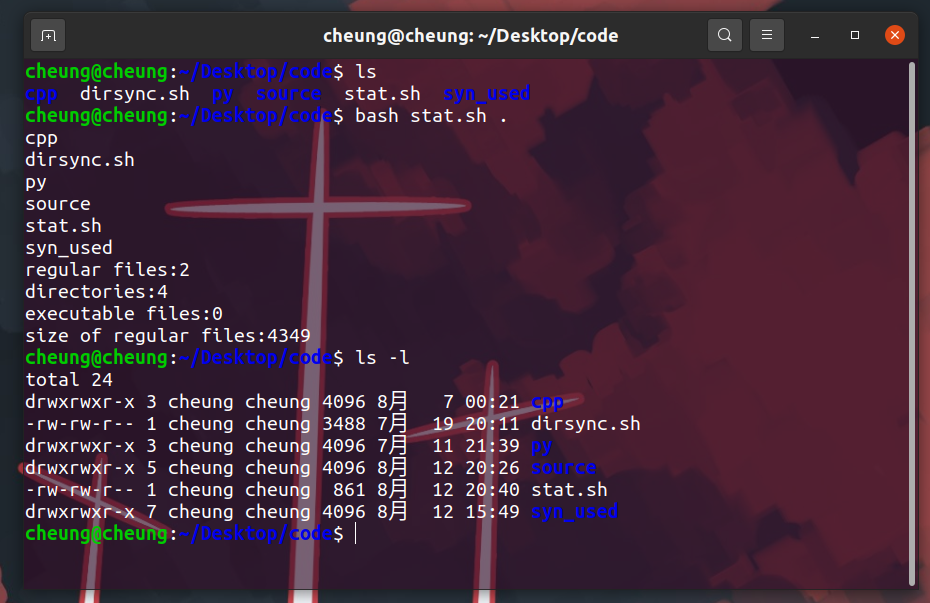 cheung@cheung: ~/Desktop/code
cheung@cheung:~/Desktop/code$ ls
cpp  dirsync.sh  py  source  stat.sh  syn_used
cheung@cheung:~/Desktop/code$ bash stat.sh .
cpp
dirsync.sh
py
source
stat.sh
syn_used
regular files:2
directories:4
executable files:0
size of regular files:4349
cheung@cheung:~/Desktop/code$ ls -l
total 24
drwxrwxr-x 3 cheung cheung 4096 8月   7 00:21 cpp
-rw-rw-r-- 1 cheung cheung 3488 7月  19 20:11 dirsync.sh
drwxrwxr-x 3 cheung cheung 4096 7月  11 21:39 py
drwxrwxr-x 5 cheung cheung 4096 8月  12 20:26 source
-rw-rw-r-- 1 cheung cheung  861 8月  12 20:40 stat.sh
drwxrwxr-x 7 cheung cheung 4096 8月  12 15:49 syn_used
cheung@cheung:~/Desktop/code$